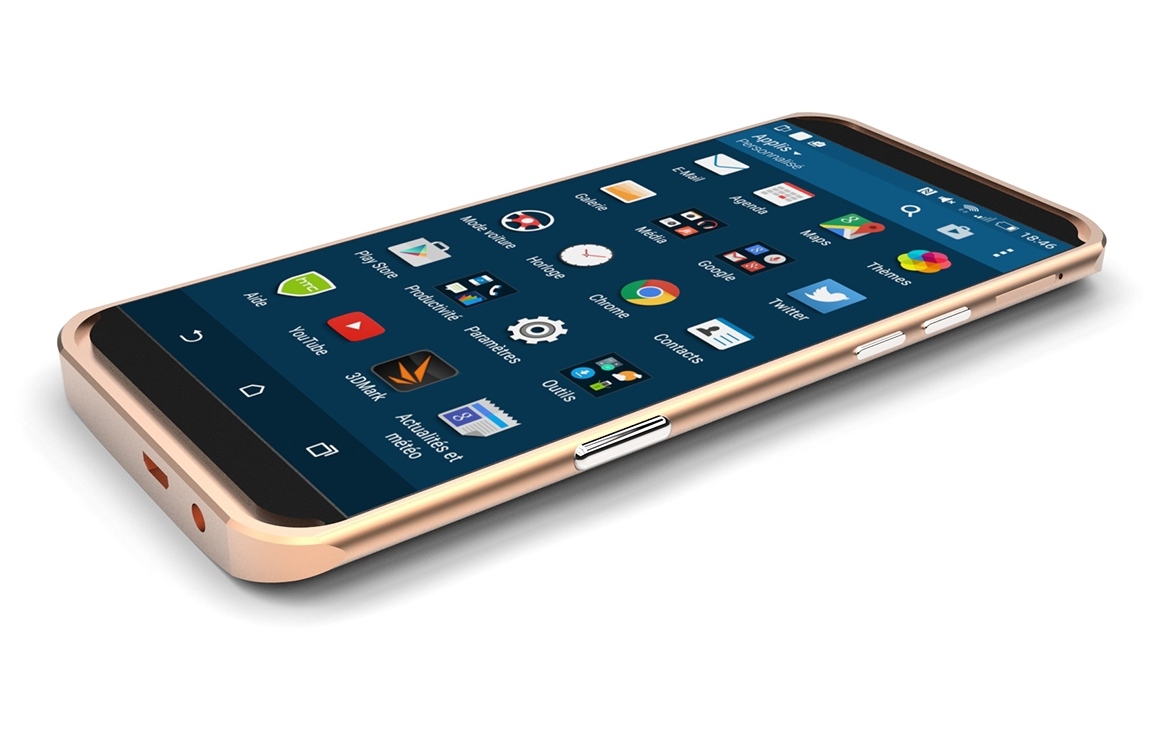 18:46
Applis
Personnalisé
E-Mail
Agenda
Maps
Thèmes
Galerie
Média
Google
Twitter
Mode voiture
Horloge
Chrome
Contacts
Play Store
Productivité
Paramètres
Outils
htc
Aide
YouTube
3DMark
Actualités et
météo